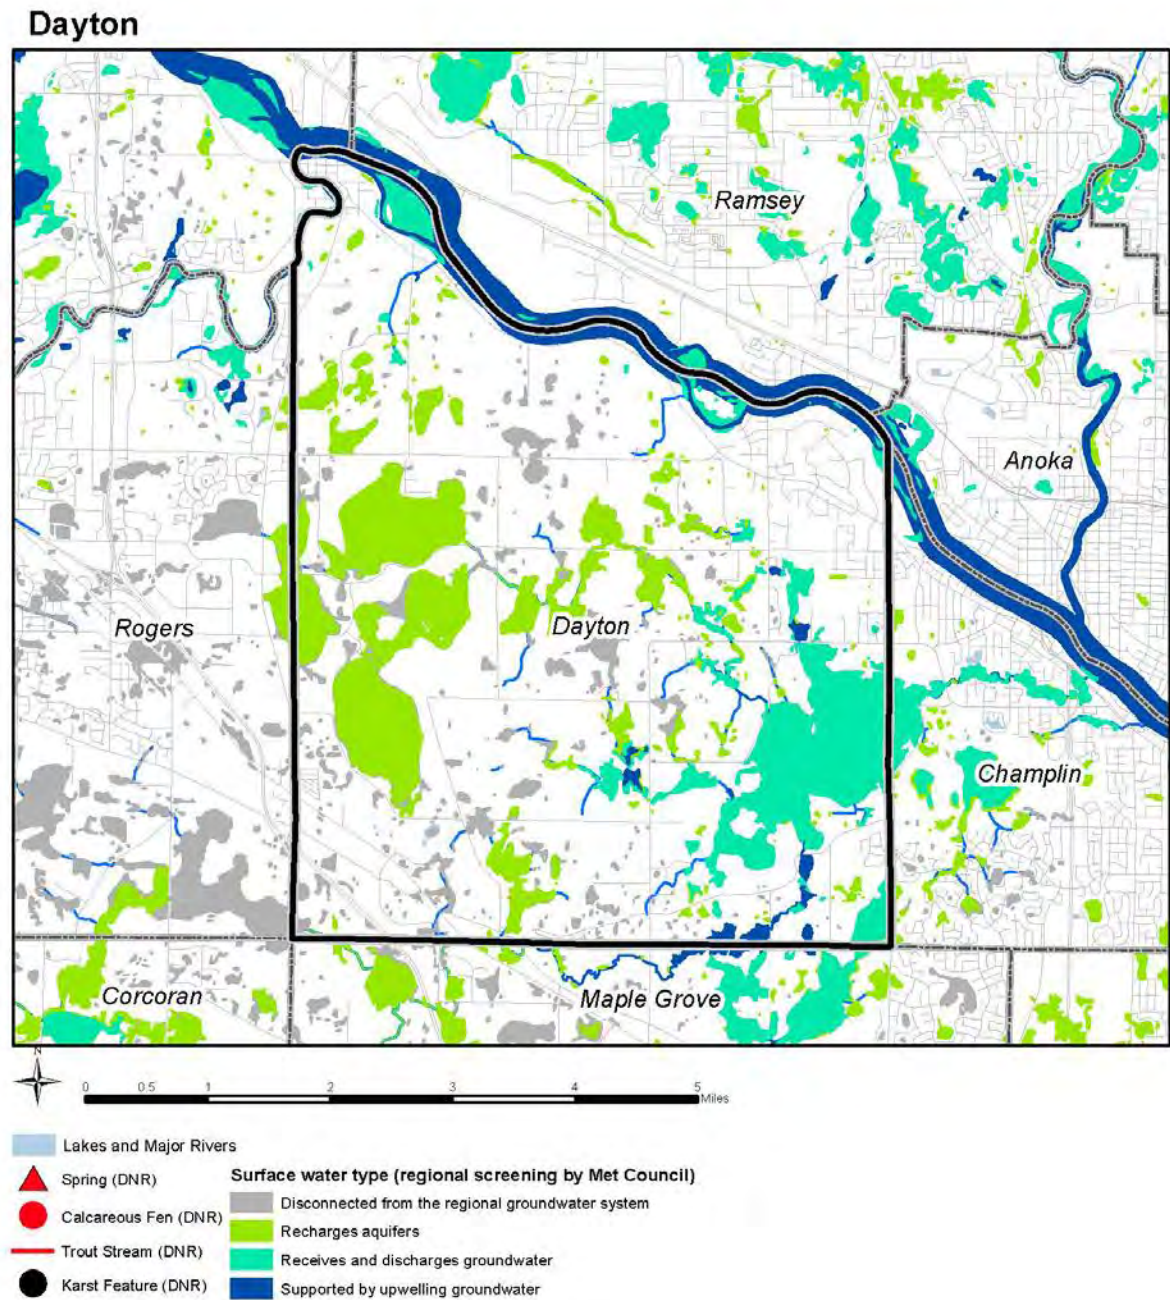 Dayton
Ramsey
Anoka
Rogers
Dayton
Champlin
Corcoran
Maple Grove
N
0 0.5 1 2 3 4 5
Miles
Lakes and Major Rivers
Spring (DNR)
Calcareous Fen (DNR)
Trout Stream (DNR)
Karst Feature (DNR)
Surface water type (regional screening by Met Council)
Disconnected from the regional groundwater system
Recharges aquifers
Receives and discharges groundwater
Supported by upwelling groundwater